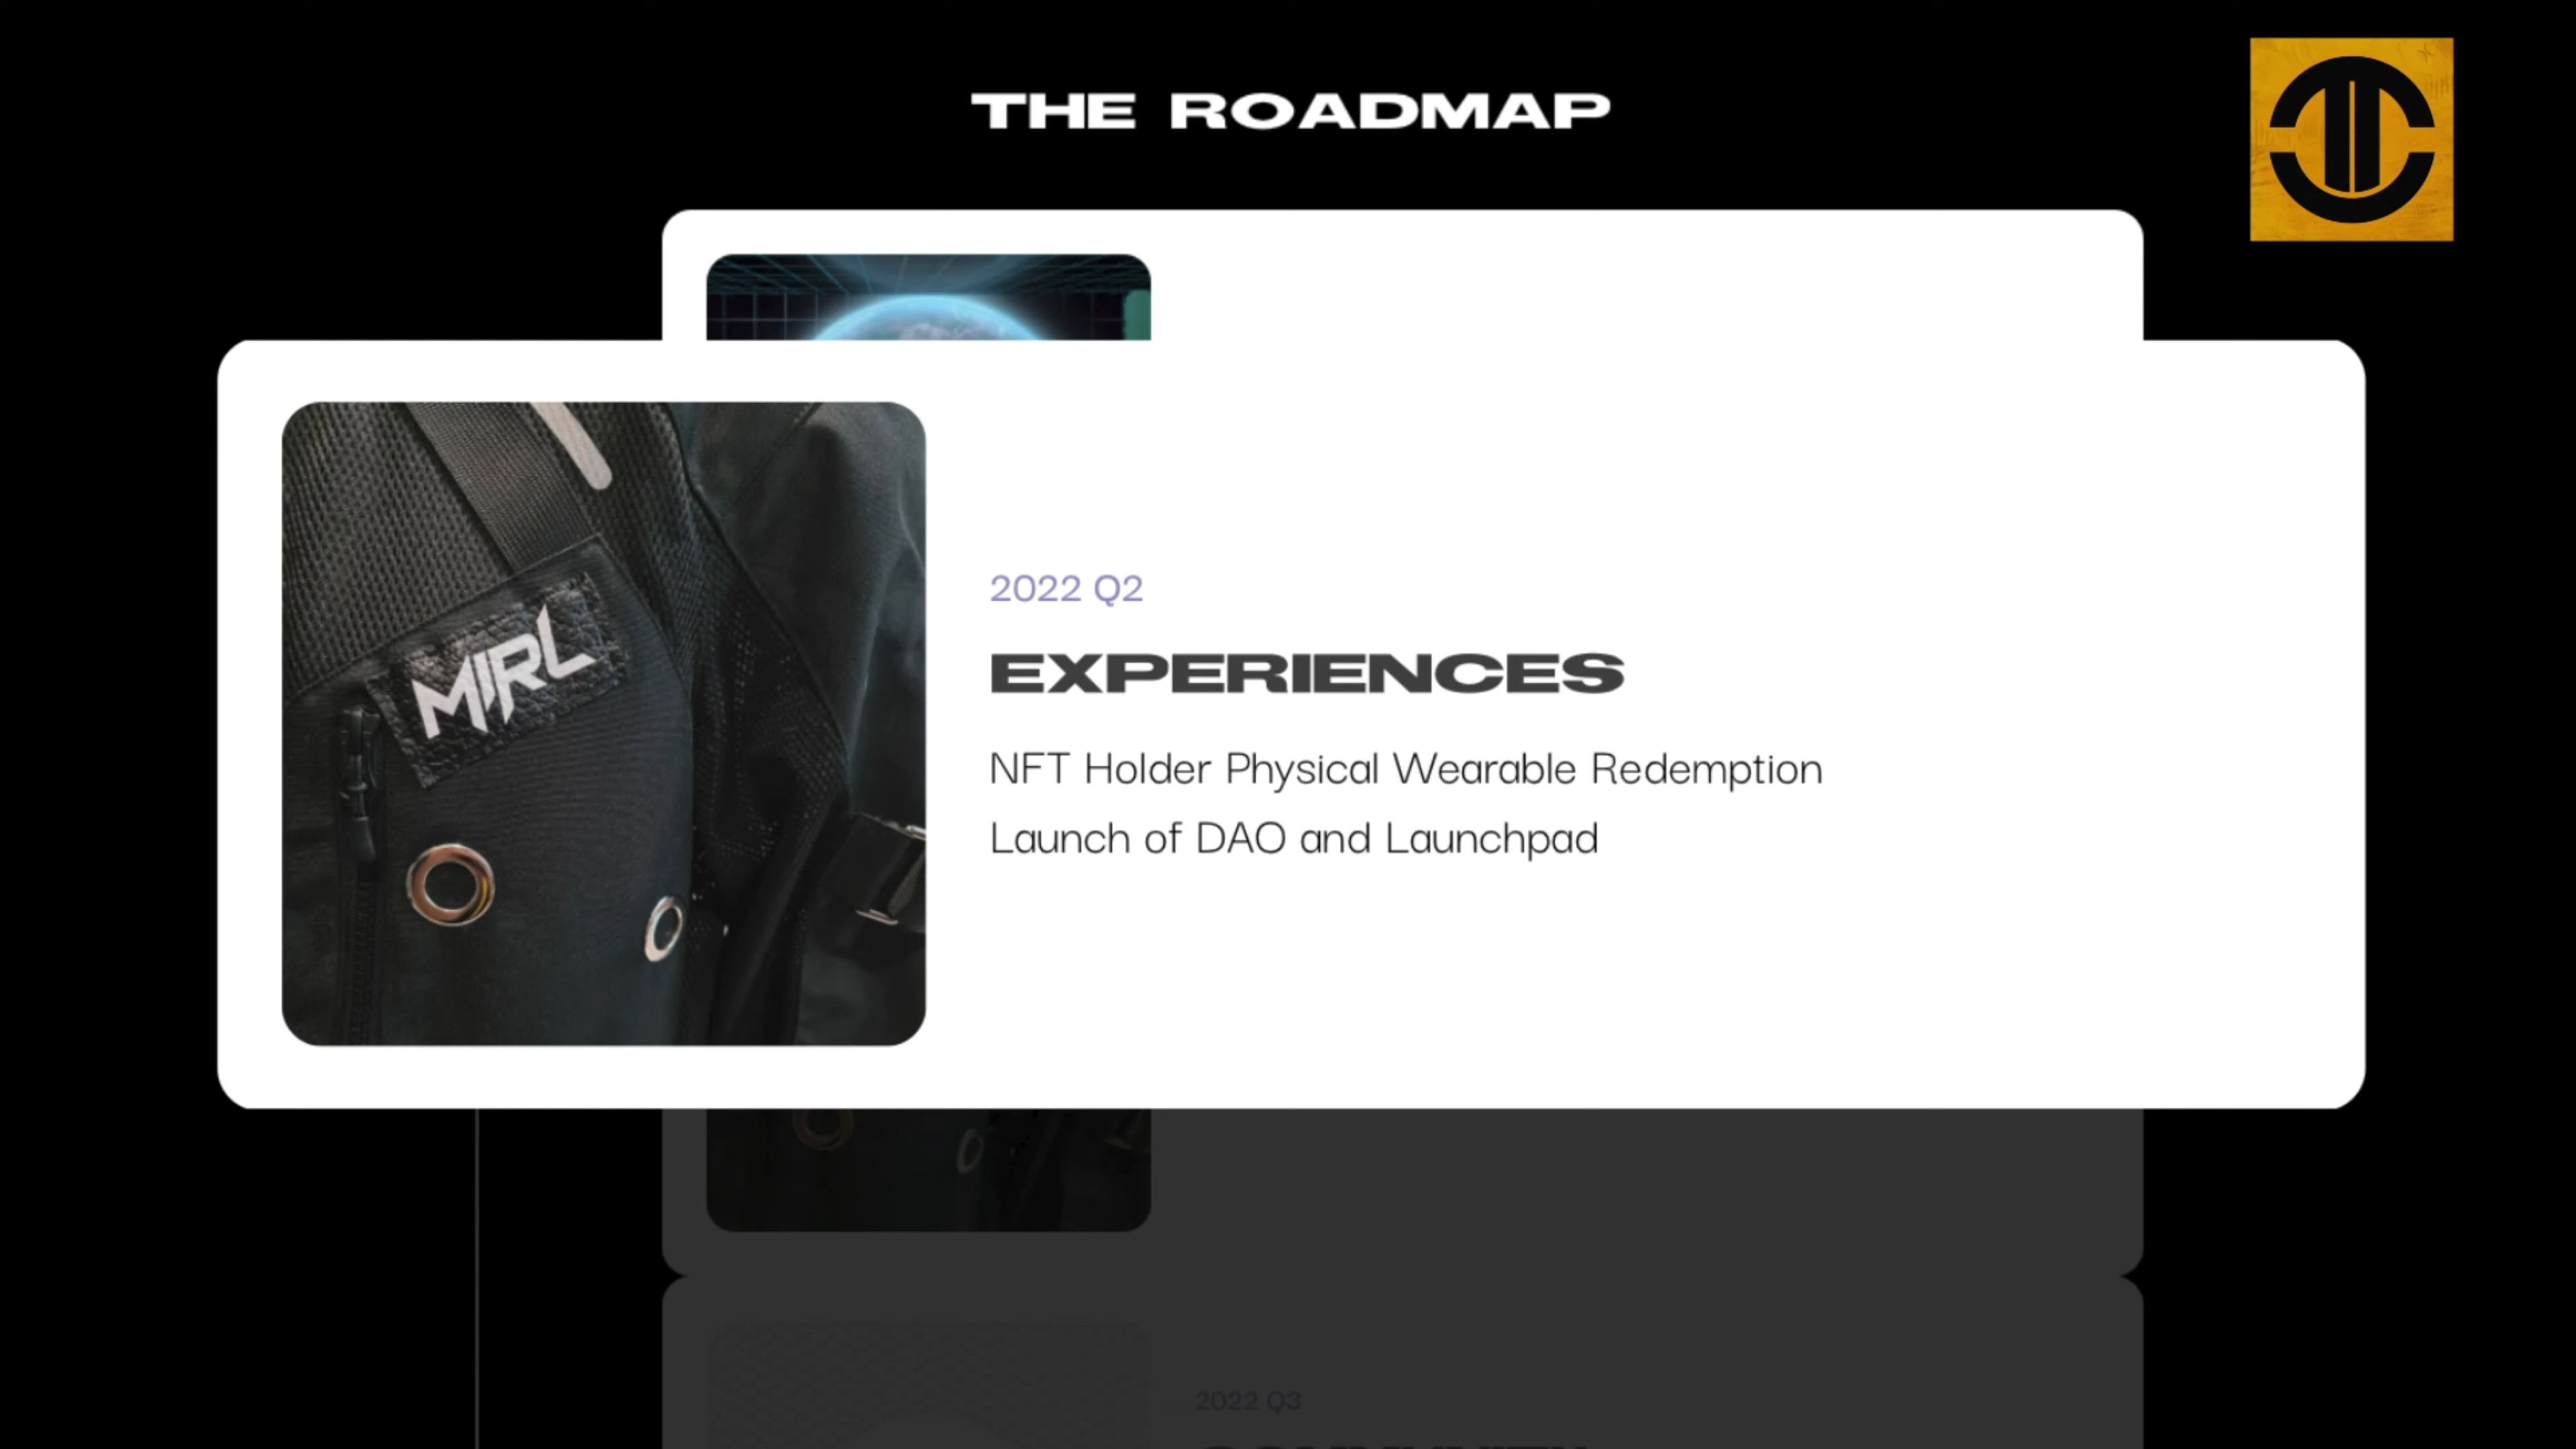 THE ROADMAP
MIRL
2022 Q2
EXPERIENCES
NFT Holder Physical Wearable Redemption
Launch of DAO and Launchpad
2022 Q3